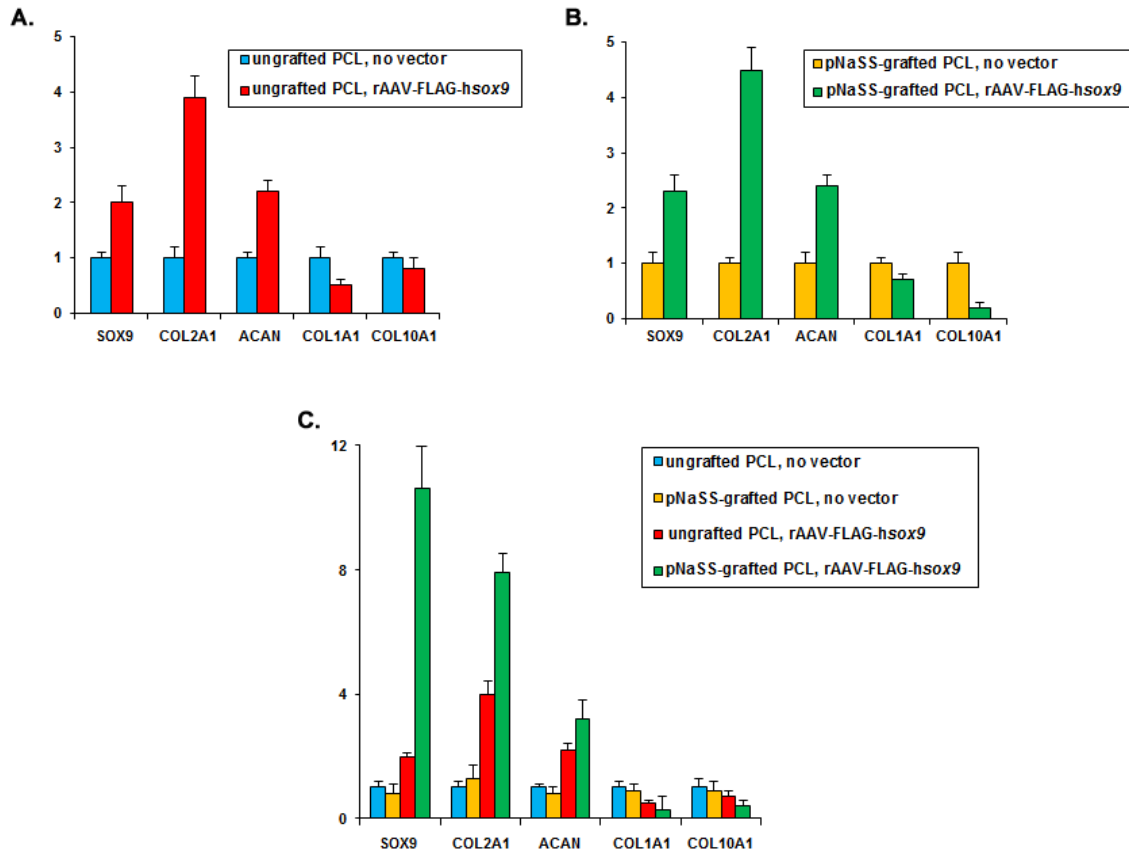 A.
5
4
3
2
1
0
ungrafted PCL, no vector
ungrafted PCL, rAAV-FLAG-hsox9
SOX9 COL2A1 ACAN COL1A1 COL10A1
B.
5
4
3
2
1
0
pNaSS-grafted PCL, no vector
pNaSS-grafted PCL, rAAV-FLAG-hsox9
SOX9 COL2A1 ACAN COL1A1 COL10A1
C.
12
8
4
0
ungrafted PCL, no vector
pNaSS-grafted PCL, no vector
ungrafted PCL, rAAV-FLAG-hsox9
pNaSS-grafted PCL, rAAV-FLAG-hsox9
SOX9 COL2A1 ACAN COL1A1 COL10A1